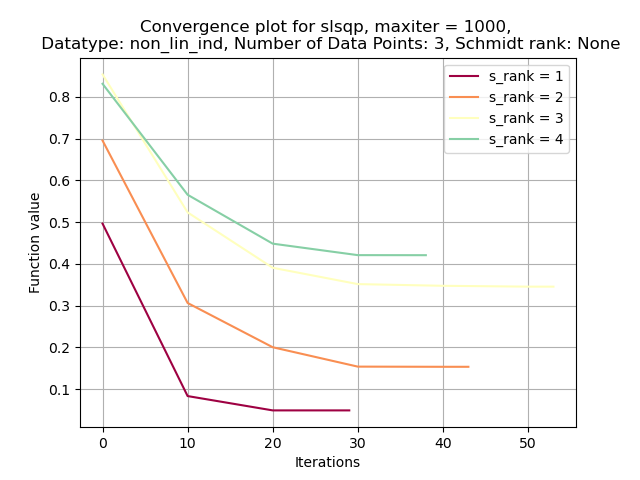 Convergence plot for slsqp, maxiter = 1000,
Datatype: non_lin_ind, Number of Data Points: 3, Schmidt rank: None
s_rank = 1
s_rank = 2
s_rank = 3
s_rank = 4
Function value
0.8
0.7
0.6
0.5
0.4
0.3
0.2
0.1
0 10 20 30 40 50
Iterations